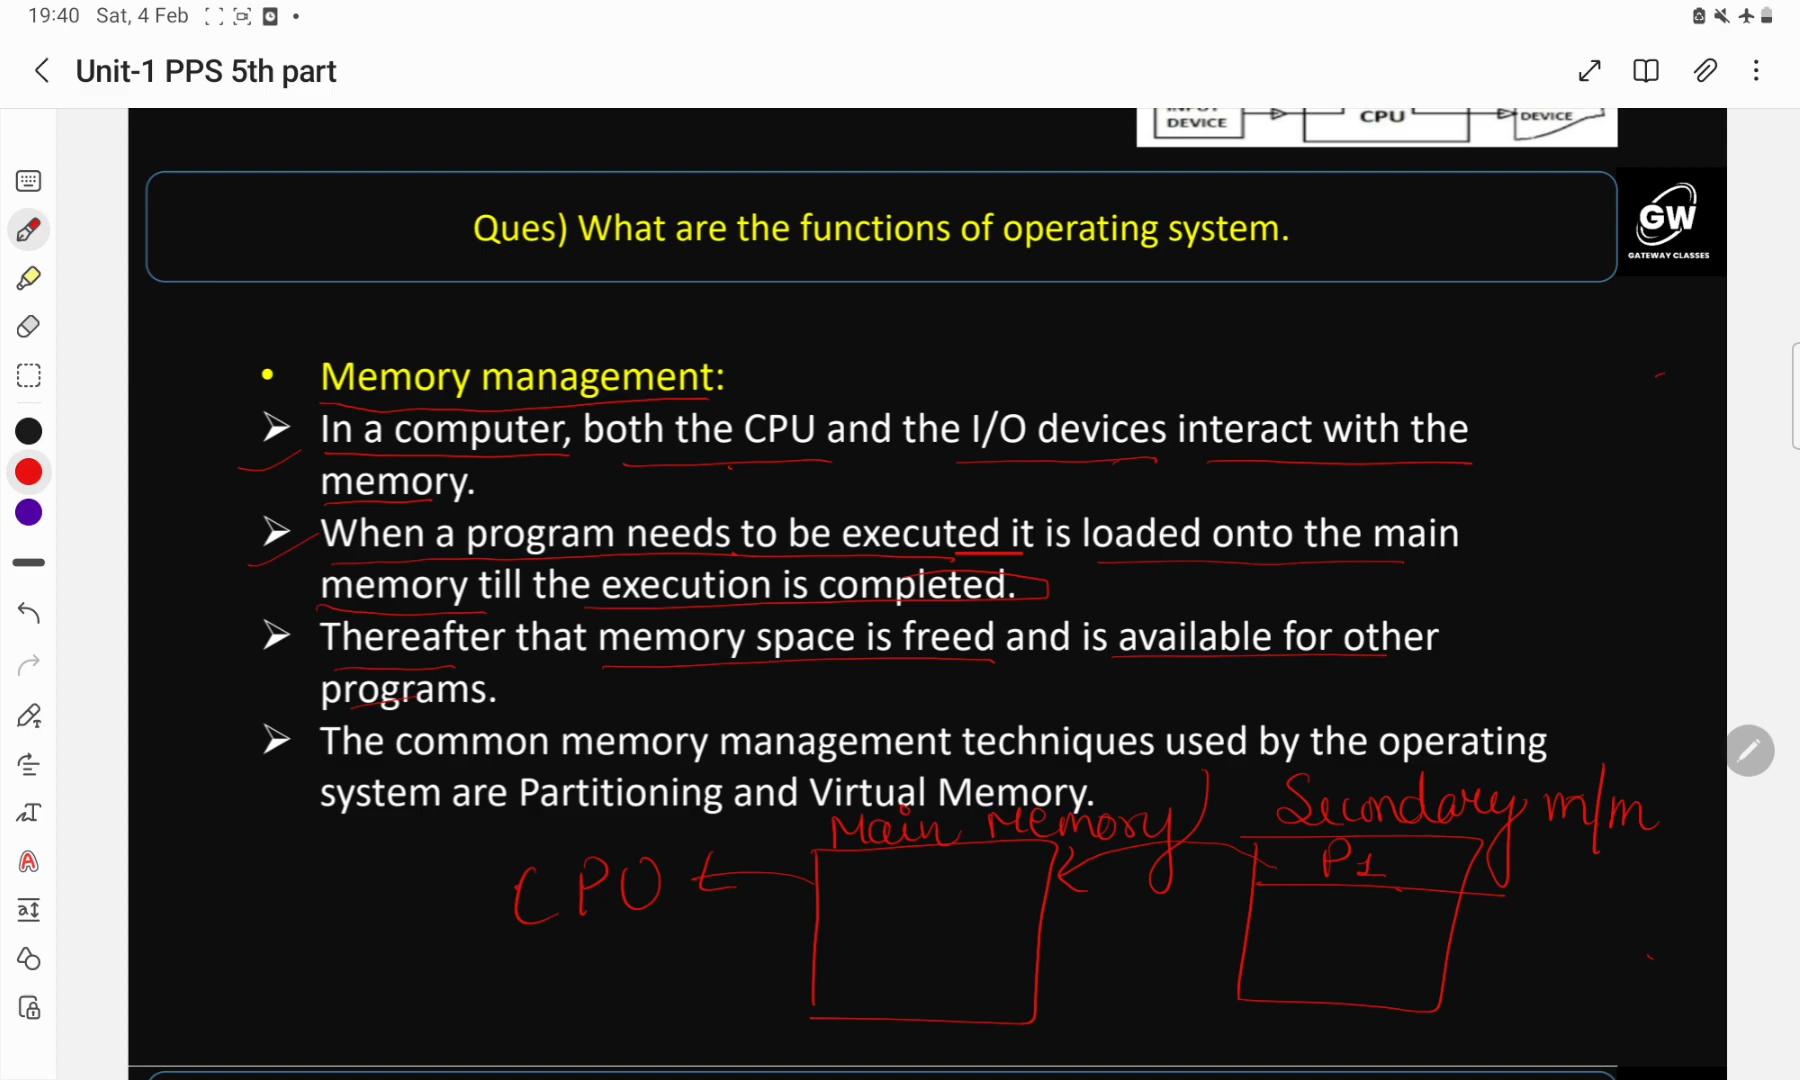 19:40 Sat, 4 Feb
Unit-1 PPS 5th part
DEVICE
CPU
DEVICE
Ques) What are the functions of operating system.
GW
GATEWAY CLASSES
• Memory management:
➢ In a computer, both the CPU and the I/O devices interact with the
memory.
➢ When a program needs to be executed it is loaded onto the main
memory till the execution is completed.
➢ Thereafter that memory space is freed and is available for other
programs.
➢ The common memory management techniques used by the operating
system are Partitioning and Virtual Memory.
Main Memory
Secondary m/m
CPU
P1